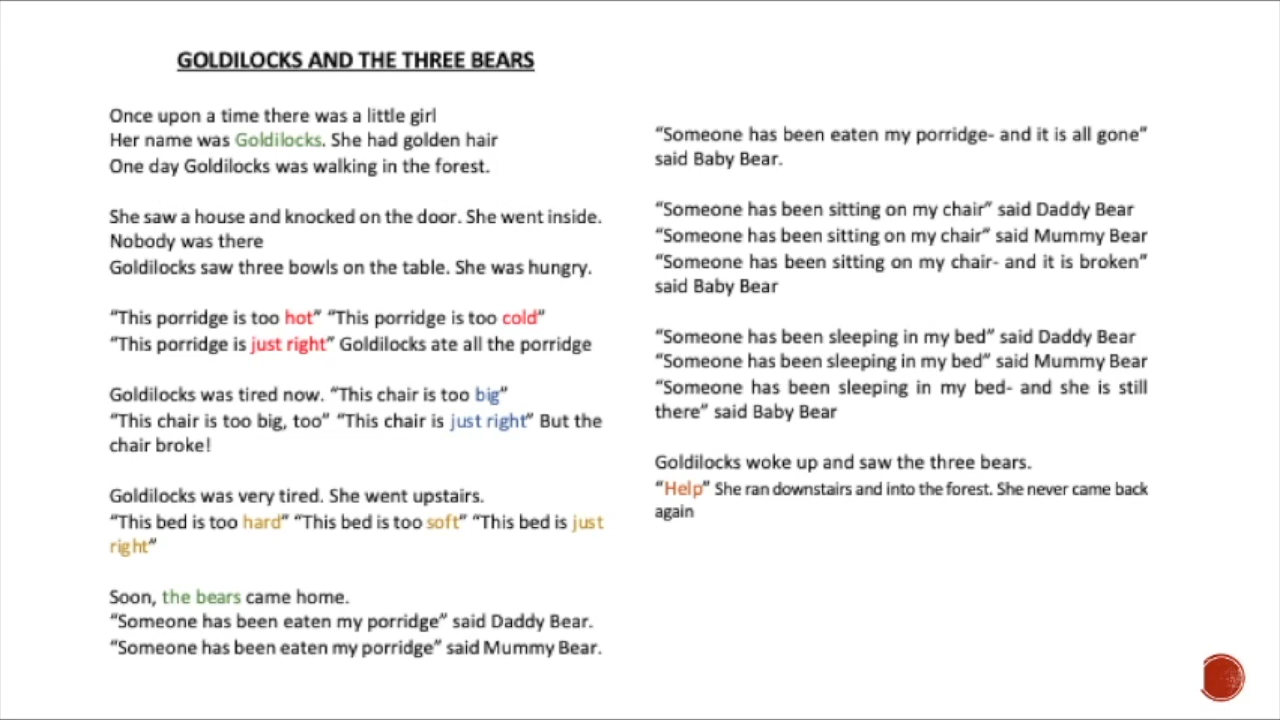 GOLDILOCKS AND THE THREE BEARS
Once upon a time there was a little girl
Her name was Goldilocks. She had golden hair
One day Goldilocks was walking in the forest.
She saw a house and knocked on the door. She went inside.
Nobody was there
Goldilocks saw three bowls on the table. She was hungry.
“This porridge is too hot” “This porridge is too cold”
“This porridge is just right” Goldilocks ate all the porridge
Goldilocks was tired now. “This chair is too big”
“This chair is too big, too” “This chair is just right” But the
chair broke!
Goldilocks was very tired. She went upstairs.
“This bed is too hard” “This bed is too soft” “This bed is just
right”
Soon, the bears came home.
“Someone has been eaten my porridge” said Daddy Bear.
“Someone has been eaten my porridge” said Mummy Bear.
“Someone has been eaten my porridge- and it is all gone”
said Baby Bear.
“Someone has been sitting on my chair” said Daddy Bear
“Someone has been sitting on my chair” said Mummy Bear
“Someone has been sitting on my chair- and it is broken”
said Baby Bear
“Someone has been sleeping in my bed” said Daddy Bear
“Someone has been sleeping in my bed” said Mummy Bear
“Someone has been sleeping in my bed- and she is still
there” said Baby Bear
Goldilocks woke up and saw the three bears.
“Help” She ran downstairs and into the forest. She never came back
again